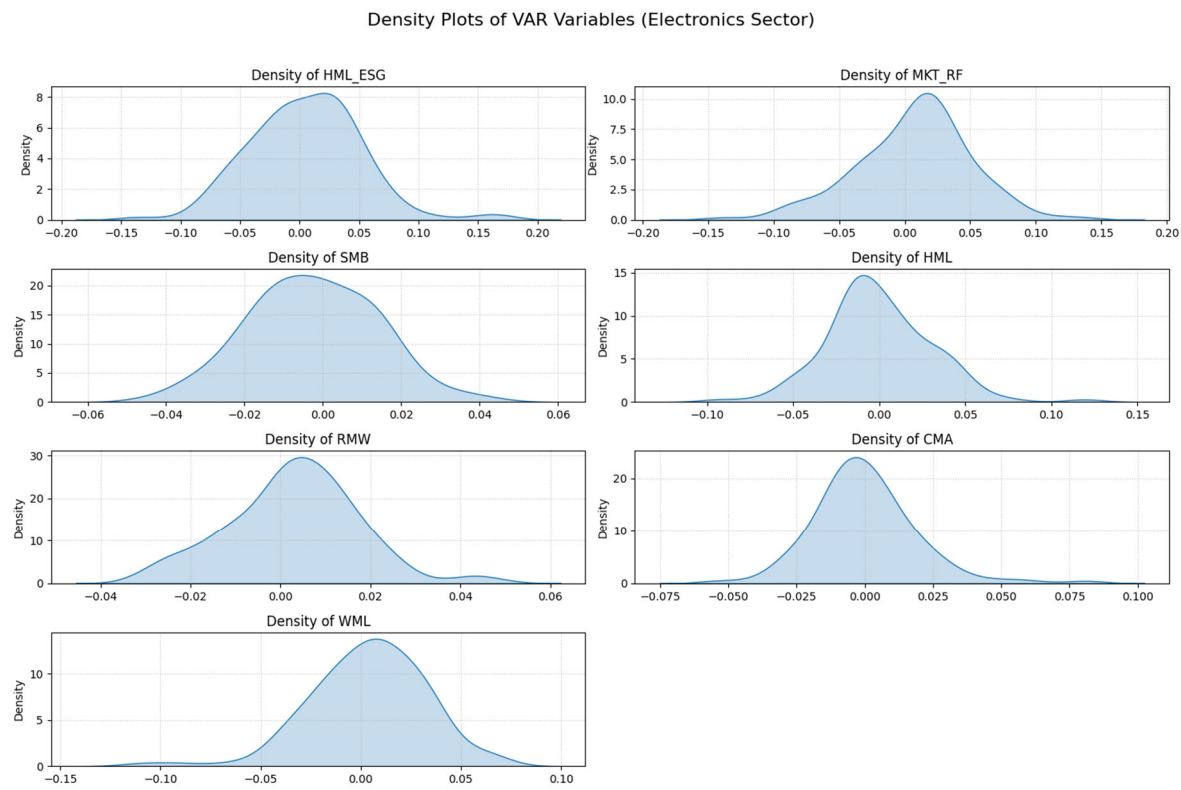 Density Plots of VAR Variables (Electronics Sector)
Density of HML_ESG
Density
8
6
4
2
0
−0.20 −0.15 −0.10 −0.05 0.00 0.05 0.10 0.15 0.20
Density of MKT_RF
Density
10.0
7.5
5.0
2.5
0.0
−0.20 −0.15 −0.10 −0.05 0.00 0.05 0.10 0.15 0.20
Density of SMB
Density
20
15
10
5
0
−0.06 −0.04 −0.02 0.00 0.02 0.04 0.06
Density of HML
Density
15
10
5
0
−0.10 −0.05 0.00 0.05 0.10 0.15
Density of RMW
Density
30
20
10
0
−0.04 −0.02 0.00 0.02 0.04 0.06
Density of CMA
Density
20
10
0
−0.075 −0.050 −0.025 0.000 0.025 0.050 0.075 0.100
Density of WML
Density
10
5
0
−0.15 −0.10 −0.05 0.00 0.05 0.10